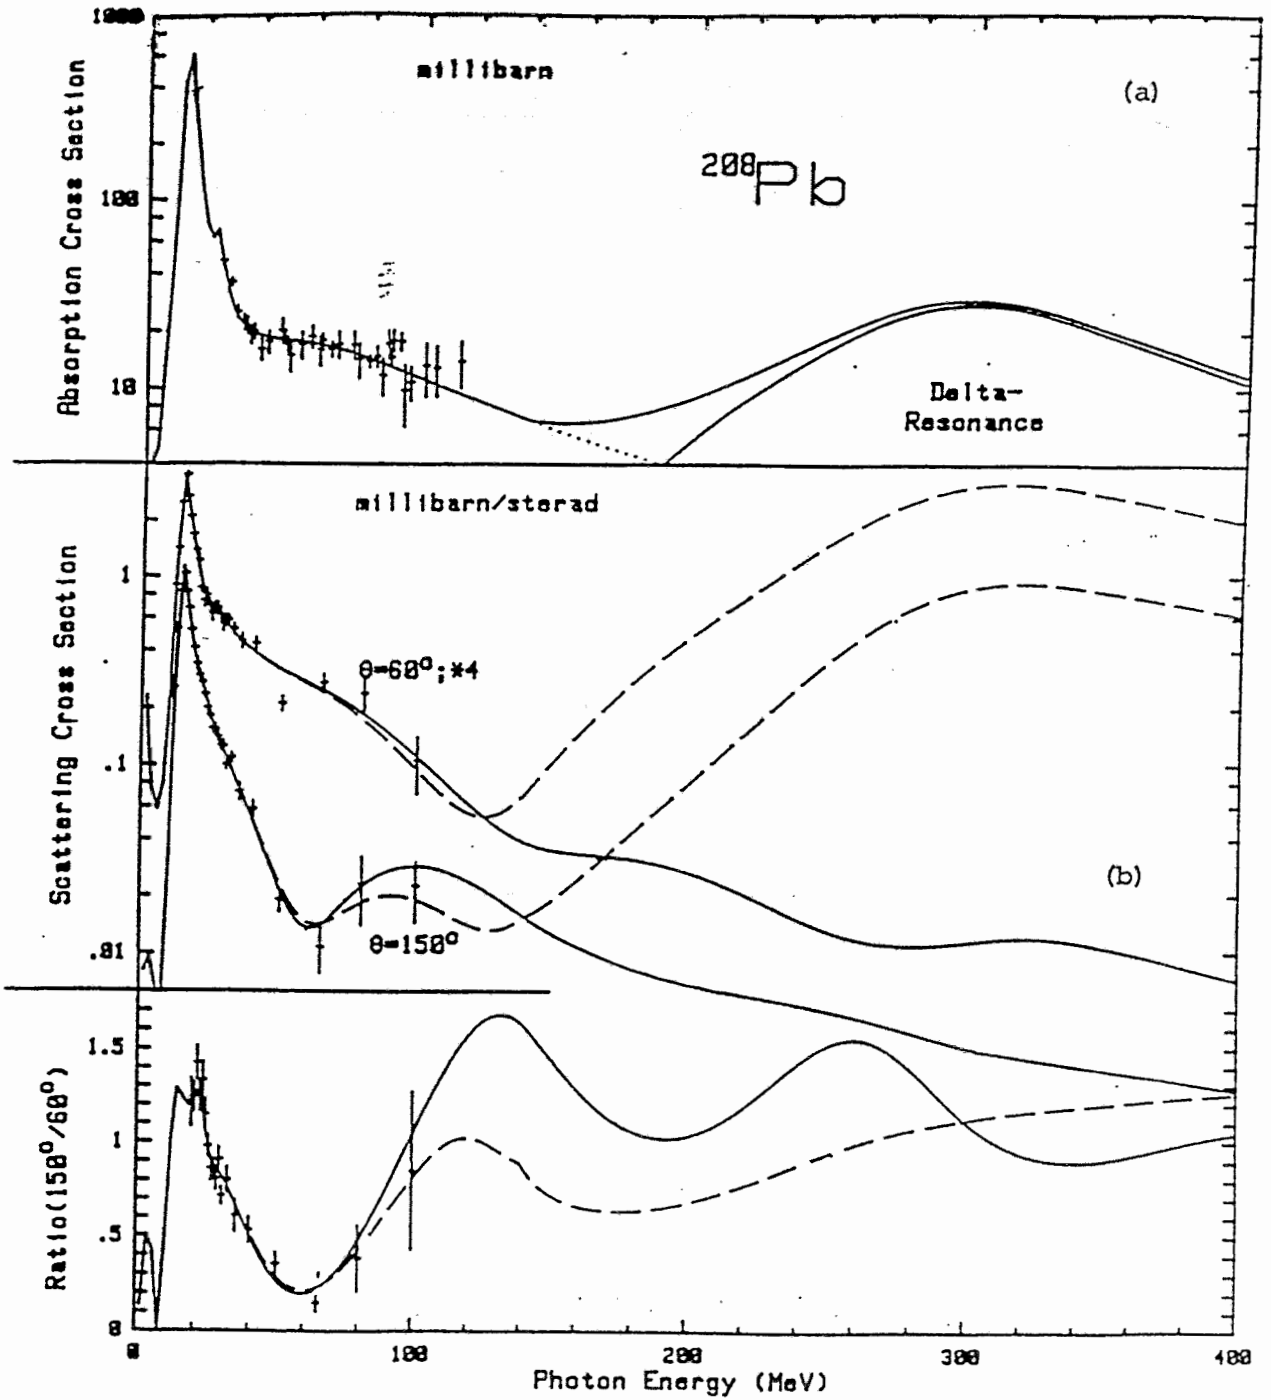 1000
millibarn
(a)
208Pb
Absorption Cross Section
100
10
Delta-
Resonance
millibarn/sterad
Scattering Cross Section
1
θ=60°;*4
.1
(b)
θ=150°
.01
Ratio(150°/60°)
1.5
1
.5
0
0
100
200
300
400
Photon Energy (MeV)